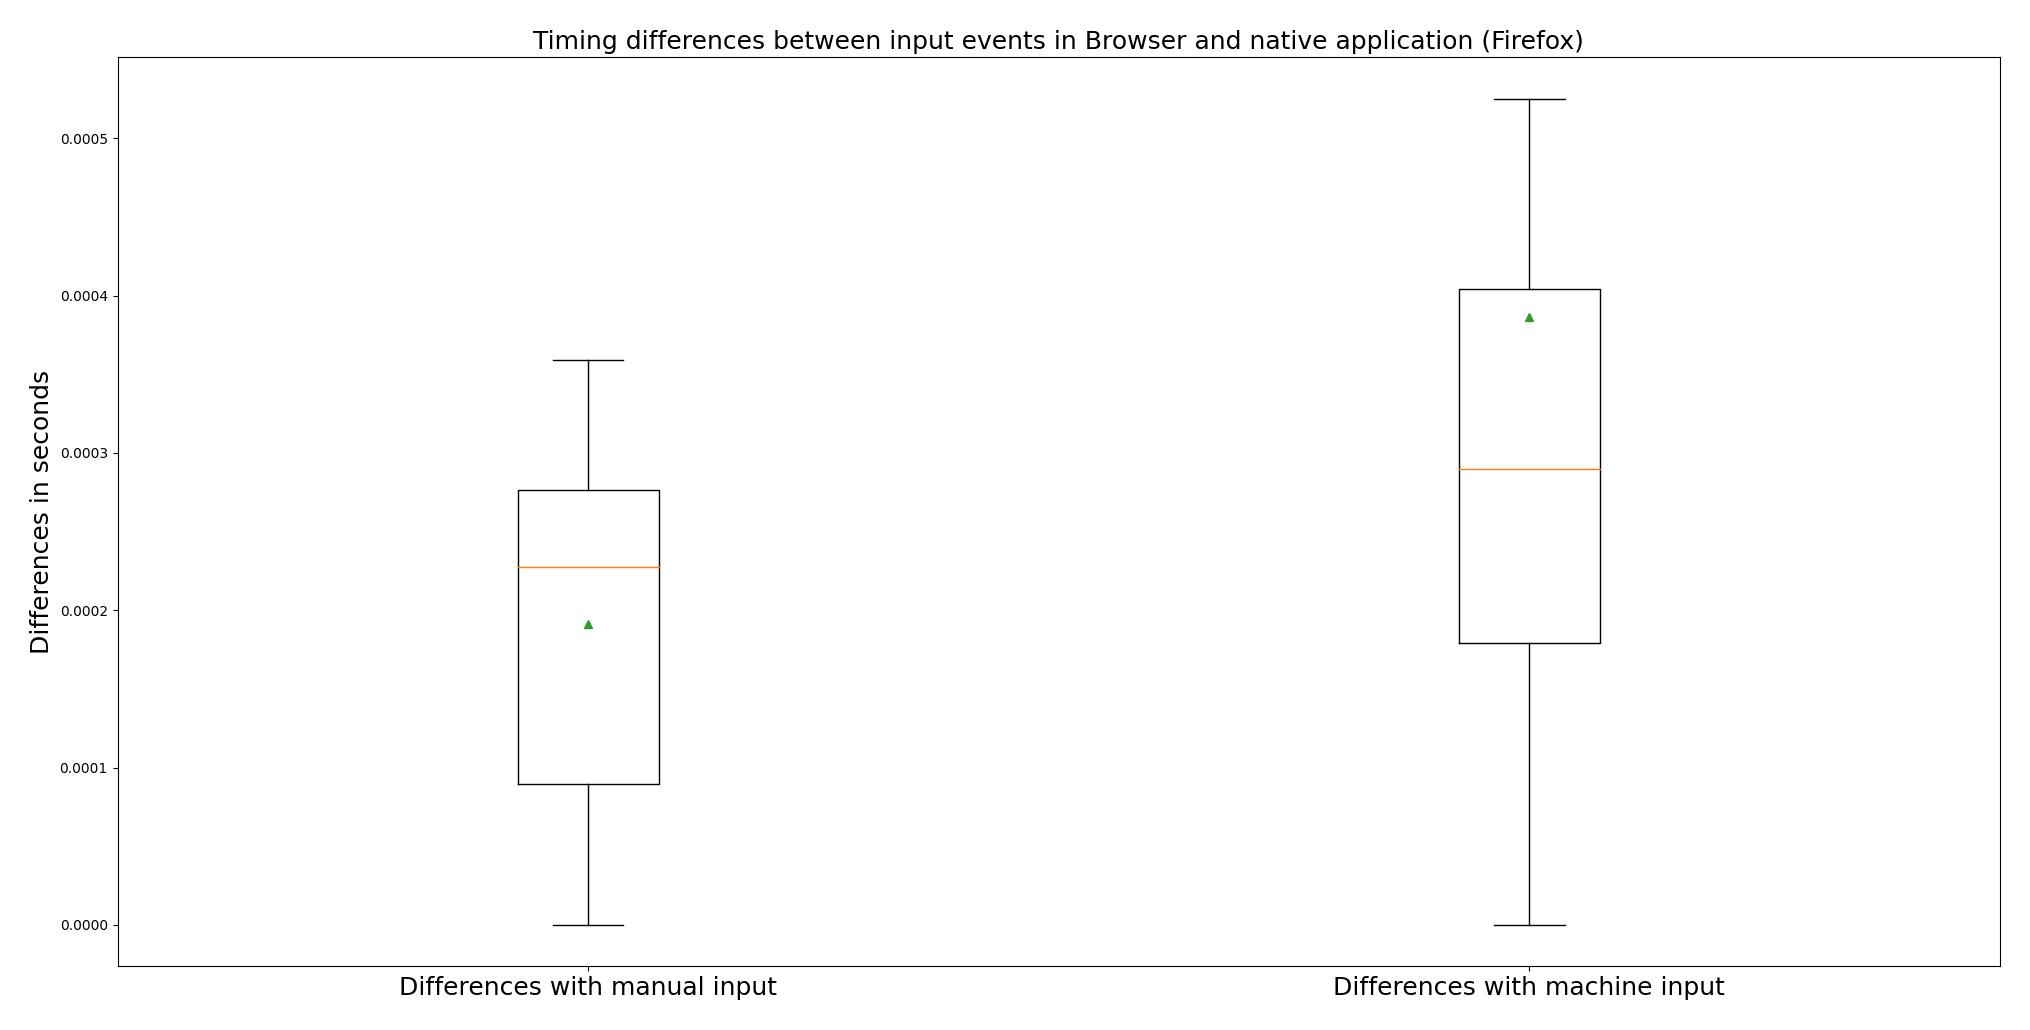 Timing differences between input events in Browser and native application (Firefox)
Differences in seconds
0.0005
0.0004
0.0003
0.0002
0.0001
0.0000
Differences with manual input
Differences with machine input